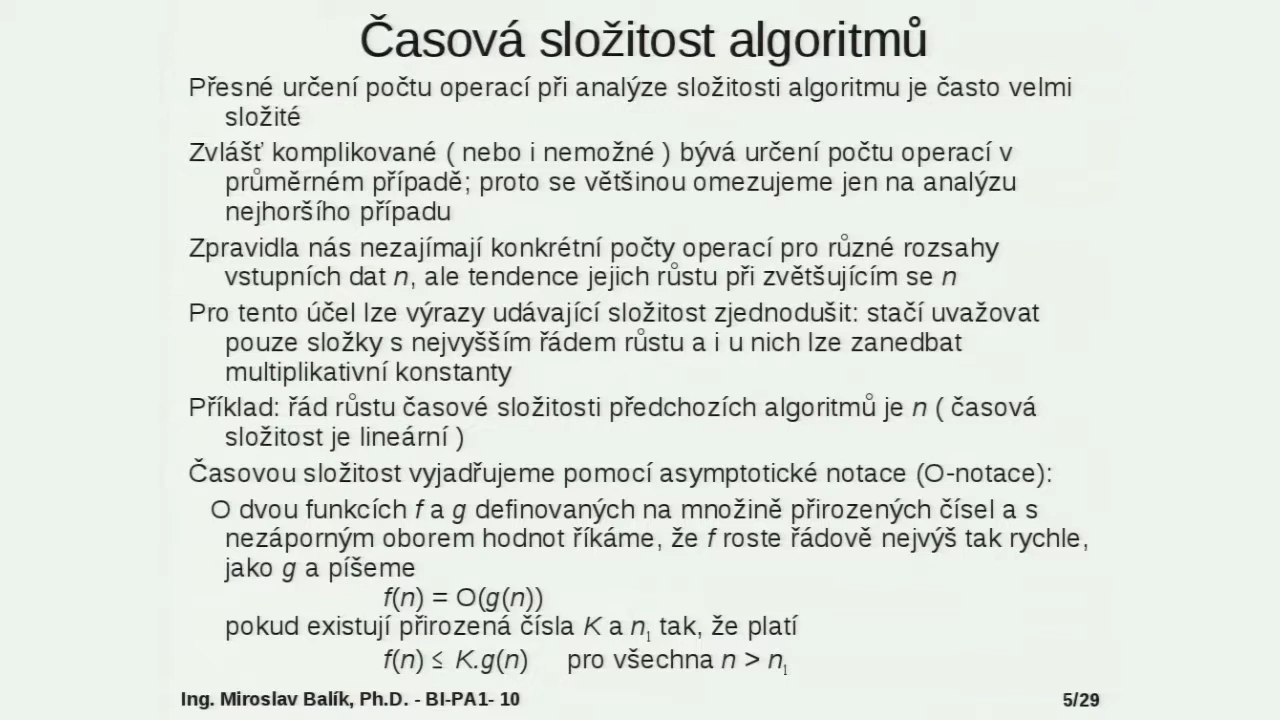 Časová složitost algoritmů
Přesné určení počtu operací při analýze složitosti algoritmu je často velmi
složité
Zvlášť komplikované ( nebo i nemožné ) bývá určení počtu operací v
průměrném případě; proto se většinou omezujeme jen na analýzu
nejhoršího případu
Zpravidla nás nezajímají konkrétní počty operací pro různé rozsahy
vstupních dat n, ale tendence jejich růstu při zvětšujícím se n
Pro tento účel lze výrazy udávající složitost zjednodušit: stačí uvažovat
pouze složky s nejvyšším řádem růstu a i u nich lze zanedbat
multiplikativní konstanty
Příklad: řád růstu časové složitosti předchozích algoritmů je n ( časová
složitost je lineární )
Časovou složitost vyjadřujeme pomocí asymptotické notace (O-notace):
O dvou funkcích f a g definovaných na množině přirozených čísel a s
nezáporným oborem hodnot říkáme, že f roste řádově nejvýš tak rychle,
jako g a píšeme
f(n) = O(g(n))
pokud existují přirozená čísla K a n₁ tak, že platí
f(n) ≤ K.g(n) pro všechna n > n₁
Ing. Miroslav Balík, Ph.D. - BI-PA1- 10 5/29